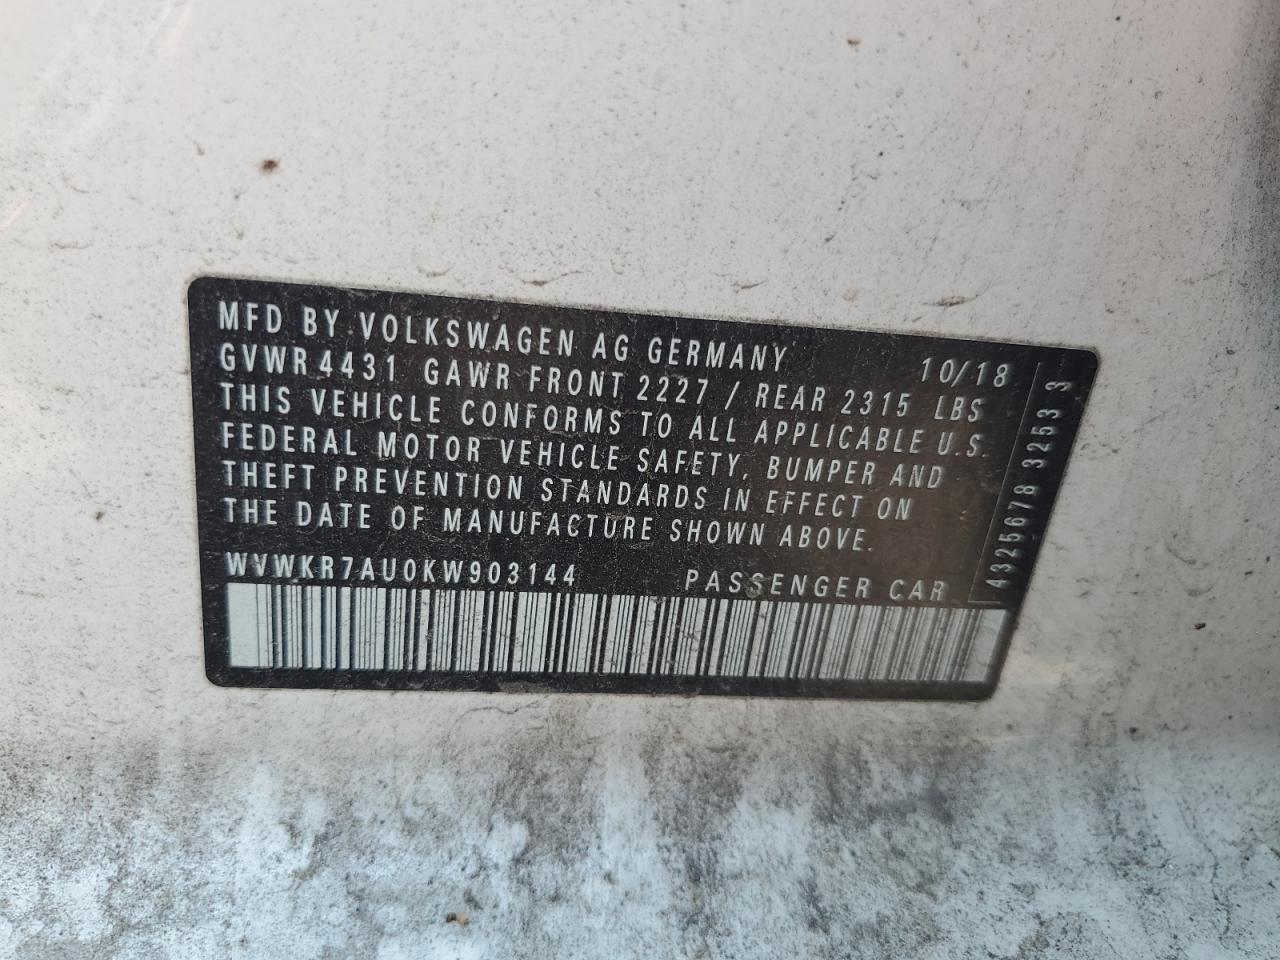 MFD BY VOLKSWAGEN AG GERMANY 10/18
GVWR 4431 GAWR FRONT 2227 / REAR 2315 LBS
THIS VEHICLE CONFORMS TO ALL APPLICABLE U.S.
FEDERAL MOTOR VEHICLE SAFETY, BUMPER AND
THEFT PREVENTION STANDARDS IN EFFECT ON
THE DATE OF MANUFACTURE SHOWN ABOVE.
WVWKR7AU0KW903144 PASSENGER CAR
4325678 3253 3